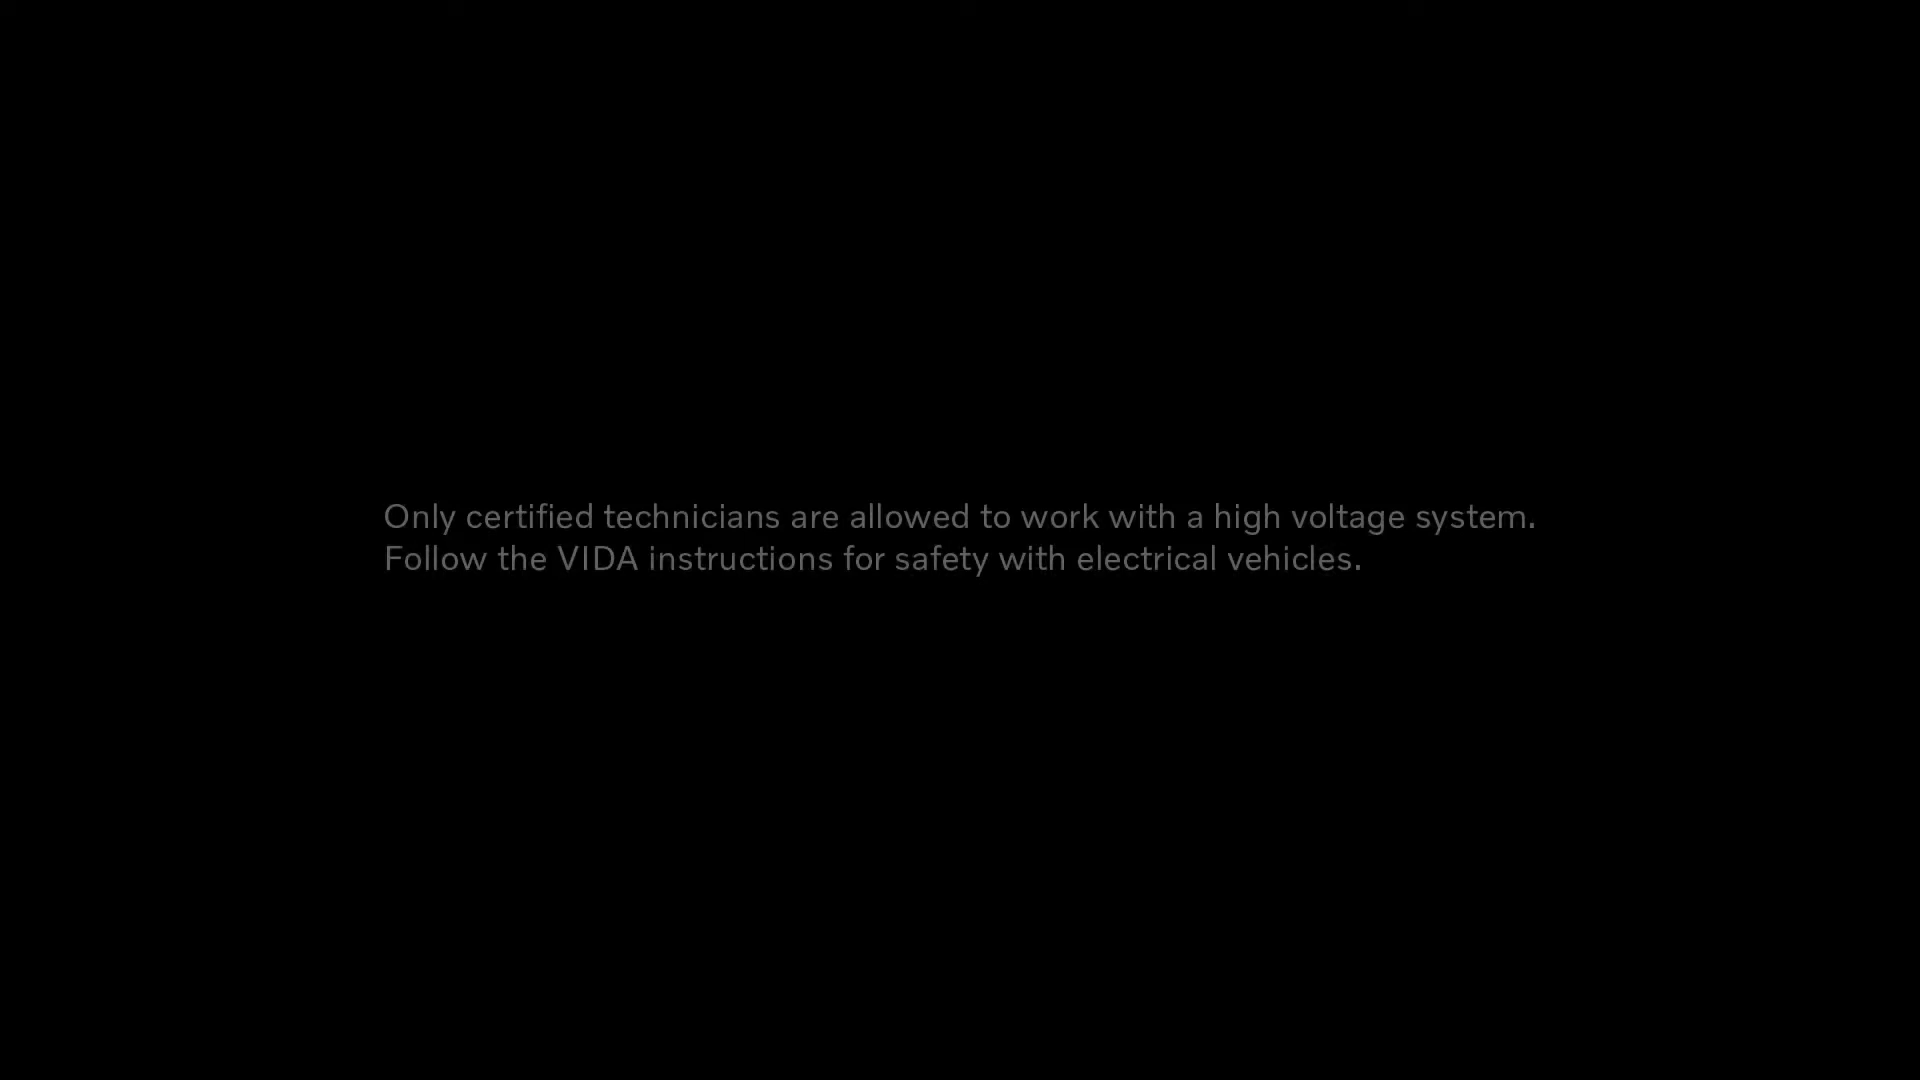 Only certified technicians are allowed to work with a high voltage system.
Follow the VIDA instructions for safety with electrical vehicles.